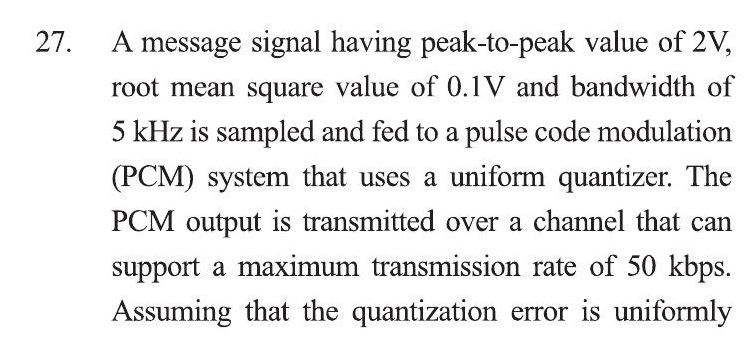 27. A message signal having peak-to-peak value of 2V,
root mean square value of 0.1V and bandwidth of
5 kHz is sampled and fed to a pulse code modulation
(PCM) system that uses a uniform quantizer. The
PCM output is transmitted over a channel that can
support a maximum transmission rate of 50 kbps.
Assuming that the quantization error is uniformly